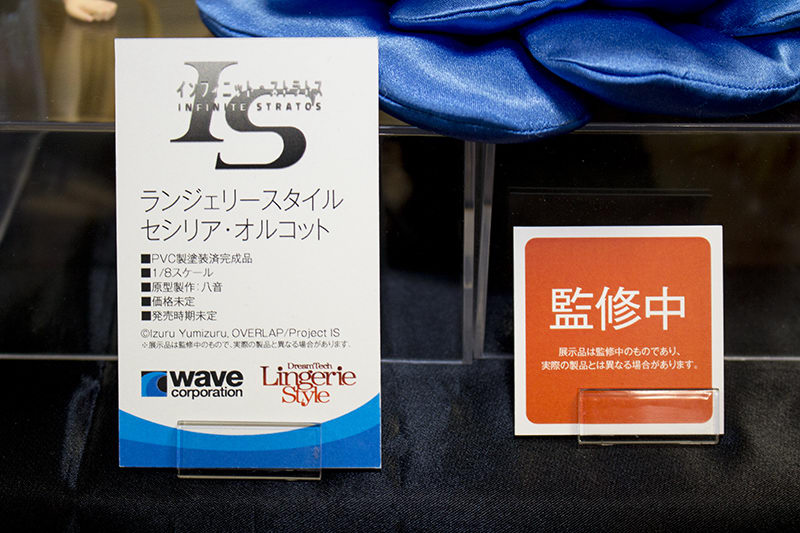 インフィニット・ストラトス
INFINITE STRATOS
IS
ランジェリースタイル
セシリア・オルコット
■PVC製塗装済完成品
■1/8スケール
■原型製作：八音
■価格未定
■発売時期未定
©Izuru Yumizuru, OVERLAP/Project IS
※展示品は監修中のもので、実際の製品と異なる場合があります。
wave
corporation
DreamTech
Lingerie
Style
監修中
展示品は監修中のものであり、
実際の製品とは異なる場合があります。